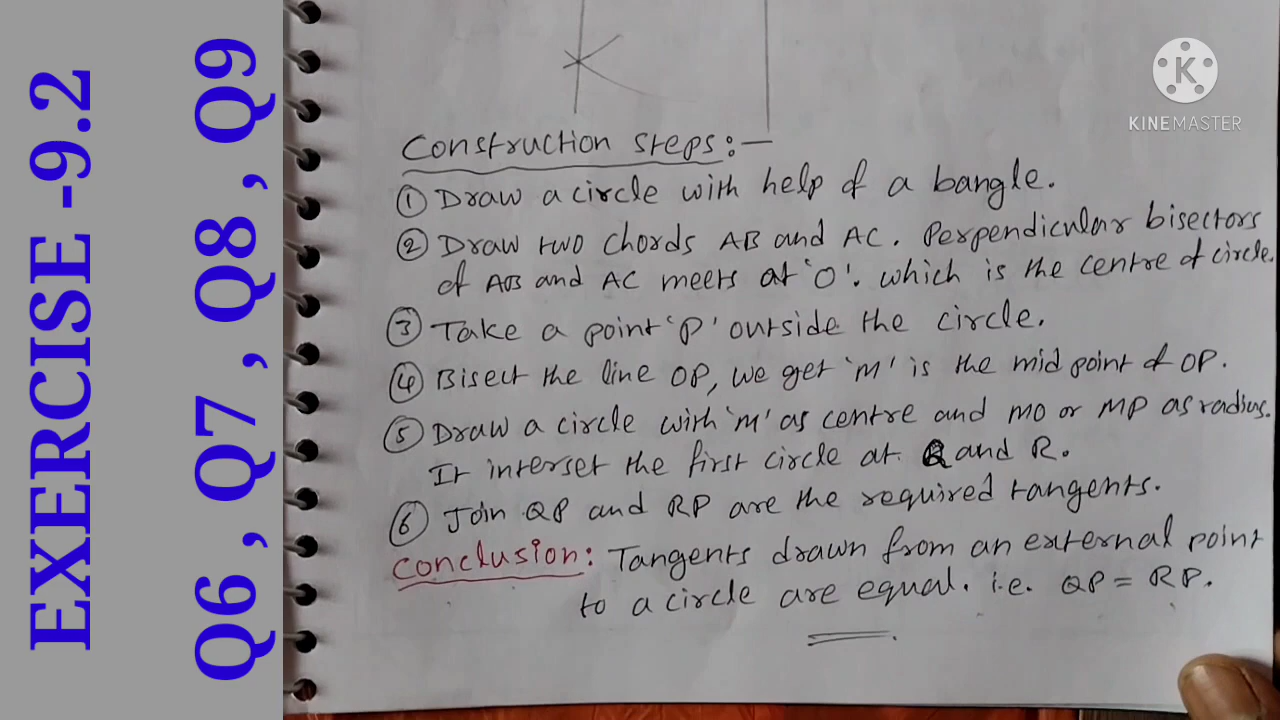 EXERCISE -9.2
Q6 , Q7 , Q8 , Q9
KINEMASTER
Construction steps:—
① Draw a circle with help of a bangle.
② Draw two chords AB and AC. Perpendicular bisectors
of AB and AC meets at 'O'. which is the centre of circle.
③ Take a point 'P' outside the circle.
④ Bisect the line OP, we get 'M' is the mid point of OP.
⑤ Draw a circle with 'M' as centre and MO or MP as radius.
It interset the first circle at Q and R.
⑥ Join QP and RP are the required tangents.
Conclusion: Tangents drawn from an external point
to a circle are equal. i.e. QP = RP.